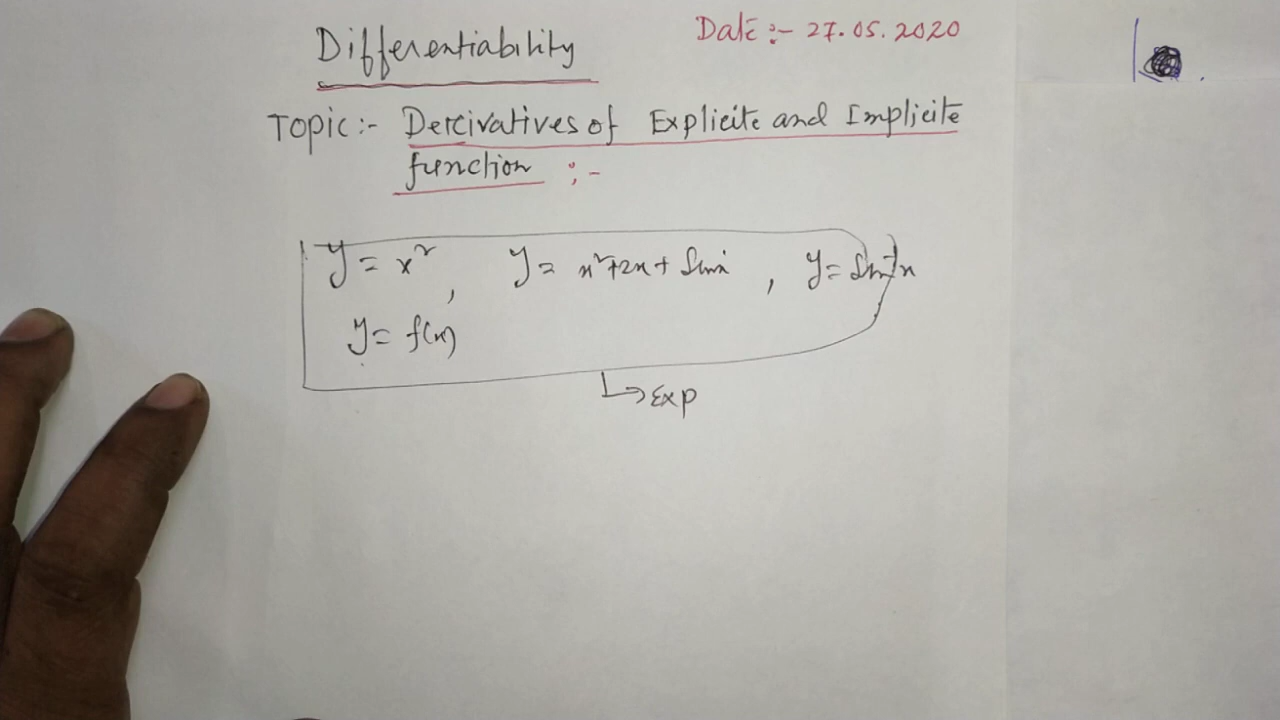 Differentiability
Date :- 27.05.2020
Topic :- Dercivatives of Explicite and Implicite
function :-
y = x², y = x²+2x + Sinx, y = Sin⁻¹x
y = f(x)
↳ Exp